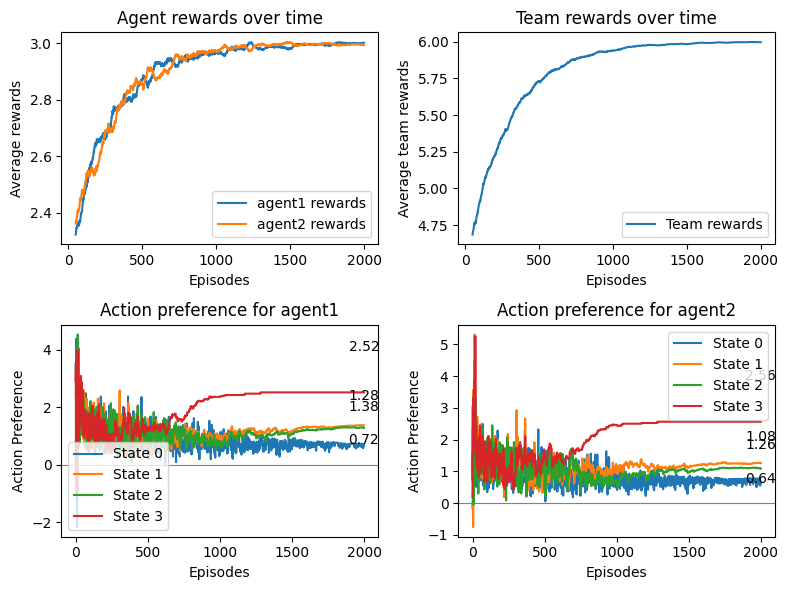 Agent rewards over time
Average rewards
3.0
2.8
2.6
2.4
agent1 rewards
agent2 rewards
0
500
1000
1500
2000
Episodes
Team rewards over time
Average team rewards
6.00
5.75
5.50
5.25
5.00
4.75
Team rewards
0
500
1000
1500
2000
Episodes
Action preference for agent1
Action Preference
4
2
0
−2
2.52
1.28
1.38
0.72
State 0
State 1
State 2
State 3
0
500
1000
1500
2000
Episodes
Action preference for agent2
Action Preference
5
4
3
2
1
0
−1
State 0
State 1
State 2
State 3
2.56
1.08
1.26
0.64
0
500
1000
1500
2000
Episodes